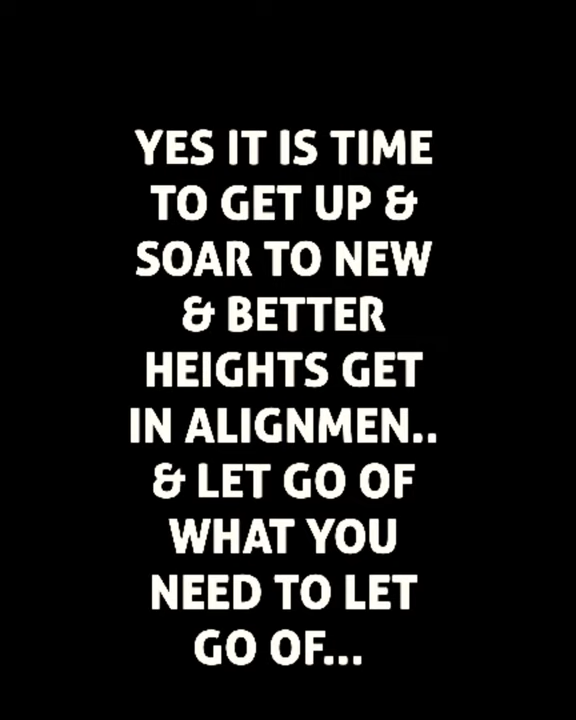 YES IT IS TIME
TO GET UP &
SOAR TO NEW
& BETTER
HEIGHTS GET
IN ALIGNMEN..
& LET GO OF
WHAT YOU
NEED TO LET
GO OF...